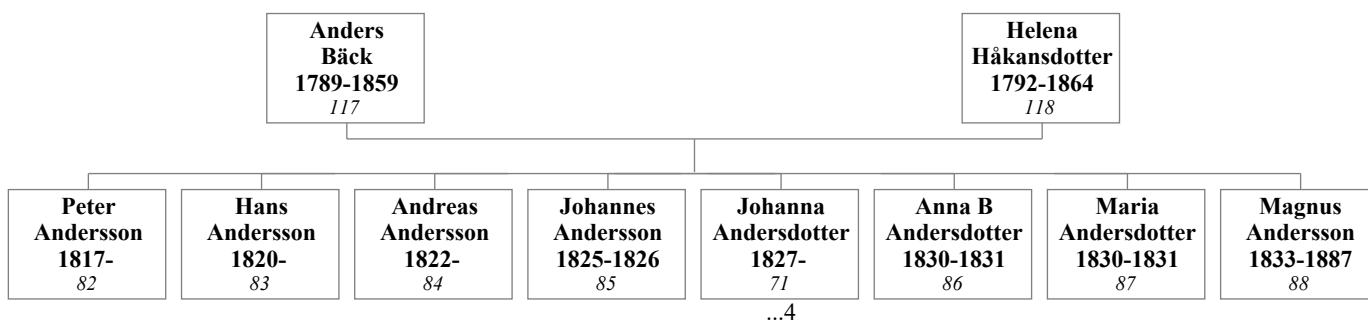 Anders
Bäck
1789-1859
117
Helena
Håkansdotter
1792-1864
118
Peter
Andersson
1817-
82
Hans
Andersson
1820-
83
Andreas
Andersson
1822-
84
Johannes
Andersson
1825-1826
85
Johanna
Andersdotter
1827-
71
...4
Anna B
Andersdotter
1830-1831
86
Maria
Andersdotter
1830-1831
87
Magnus
Andersson
1833-1887
88